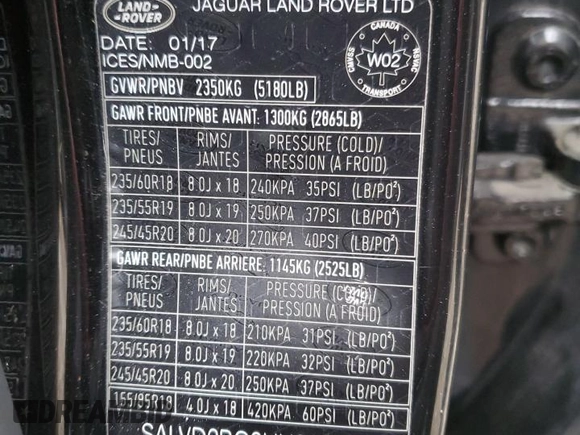 LAND-
-ROVER
JAGUAR LAND ROVER LTD
DATE: 01/17
ICES/NMB-002
CANADA
W02
GVWR/PNBV 2350KG (5180LB)
GAWR FRONT/PNBE AVANT: 1300KG (2865LB)
TIRES/ RIMS/ PRESSURE (COLD)/
PNEUS JANTES PRESSION (A FROID)
235/60R18 8.0J x 18 240KPA 35PSI (LB/PO²)
235/55R19 8.0J x 19 250KPA 37PSI (LB/PO²)
245/45R20 8.0J x 20 270KPA 40PSI (LB/PO²)
GAWR REAR/PNBE ARRIERE: 1145KG (2525LB)
TIRES/ RIMS/ PRESSURE (COLD)/
PNEUS JANTES PRESSION (A FROID)
235/60R18 8.0J x 18 210KPA 31PSI (LB/PO²)
235/55R19 8.0J x 19 220KPA 32PSI (LB/PO²)
245/45R20 8.0J x 20 250KPA 37PSI (LB/PO²)
155/95R18 4.0J x 18 420KPA 60PSI (LB/PO²)
DREAMBID